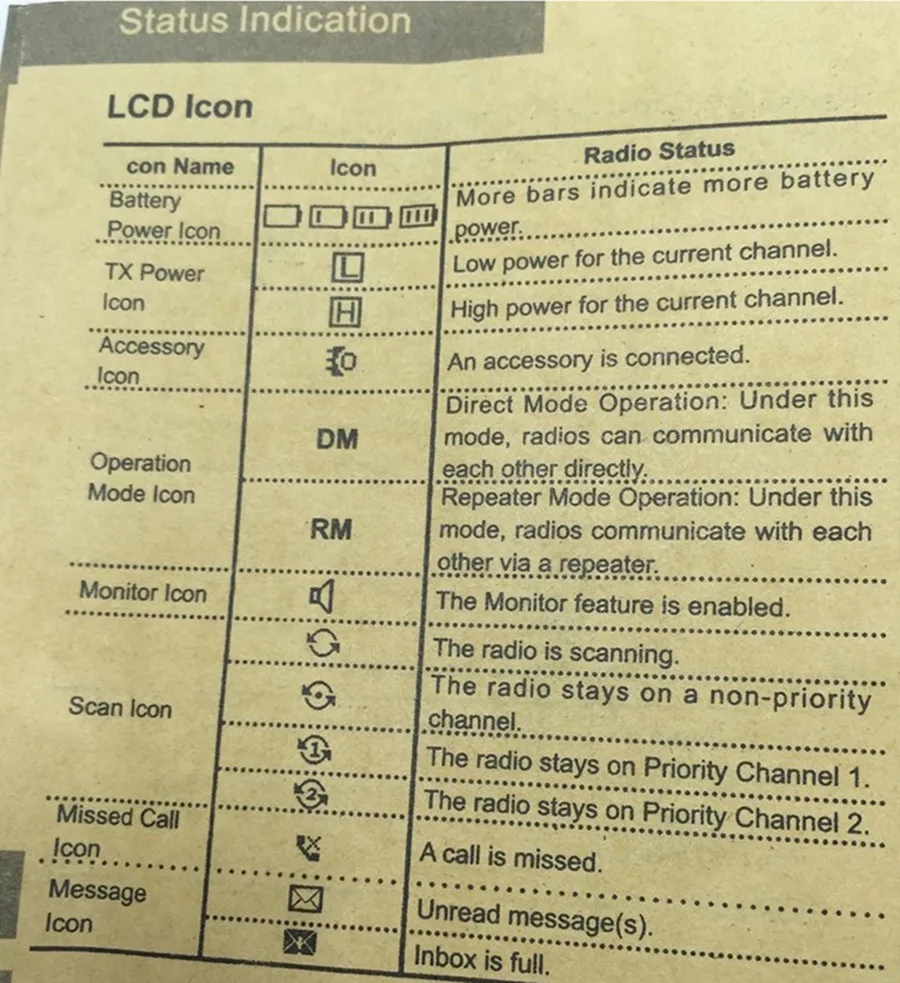 Status Indication
LCD Icon
con Name Icon Radio Status
Battery
Power Icon
More bars indicate more battery
power.
TX Power
Icon
L
Low power for the current channel.
H
High power for the current channel.
Accessory
Icon
An accessory is connected.
Operation
Mode Icon
DM
Direct Mode Operation: Under this
mode, radios can communicate with
each other directly.
RM
Repeater Mode Operation: Under this
mode, radios communicate with each
other via a repeater.
Monitor Icon
The Monitor feature is enabled.
Scan Icon
The radio is scanning.
The radio stays on a non-priority
channel.
1
The radio stays on Priority Channel 1.
2
The radio stays on Priority Channel 2.
Missed Call
Icon
A call is missed.
Message
Icon
Unread message(s).
Inbox is full.